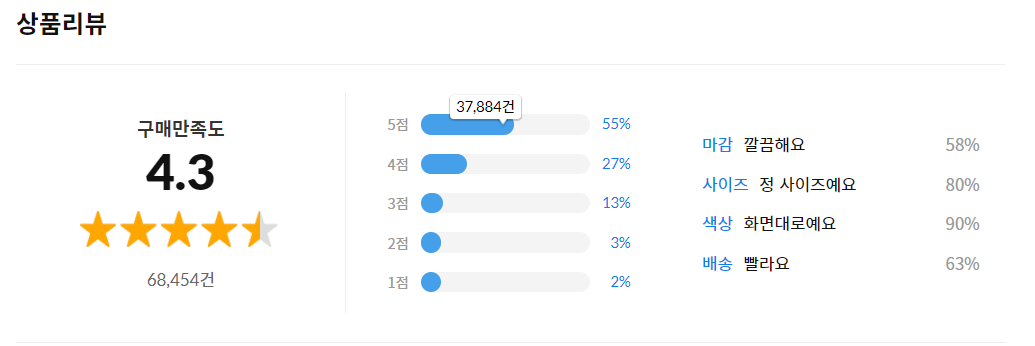 상품리뷰
구매만족도
4.3
68,454건
37,884건
5점 55%
4점 27%
3점 13%
2점 3%
1점 2%
마감 깔끔해요 58%
사이즈 정 사이즈예요 80%
색상 화면대로예요 90%
배송 빨라요 63%